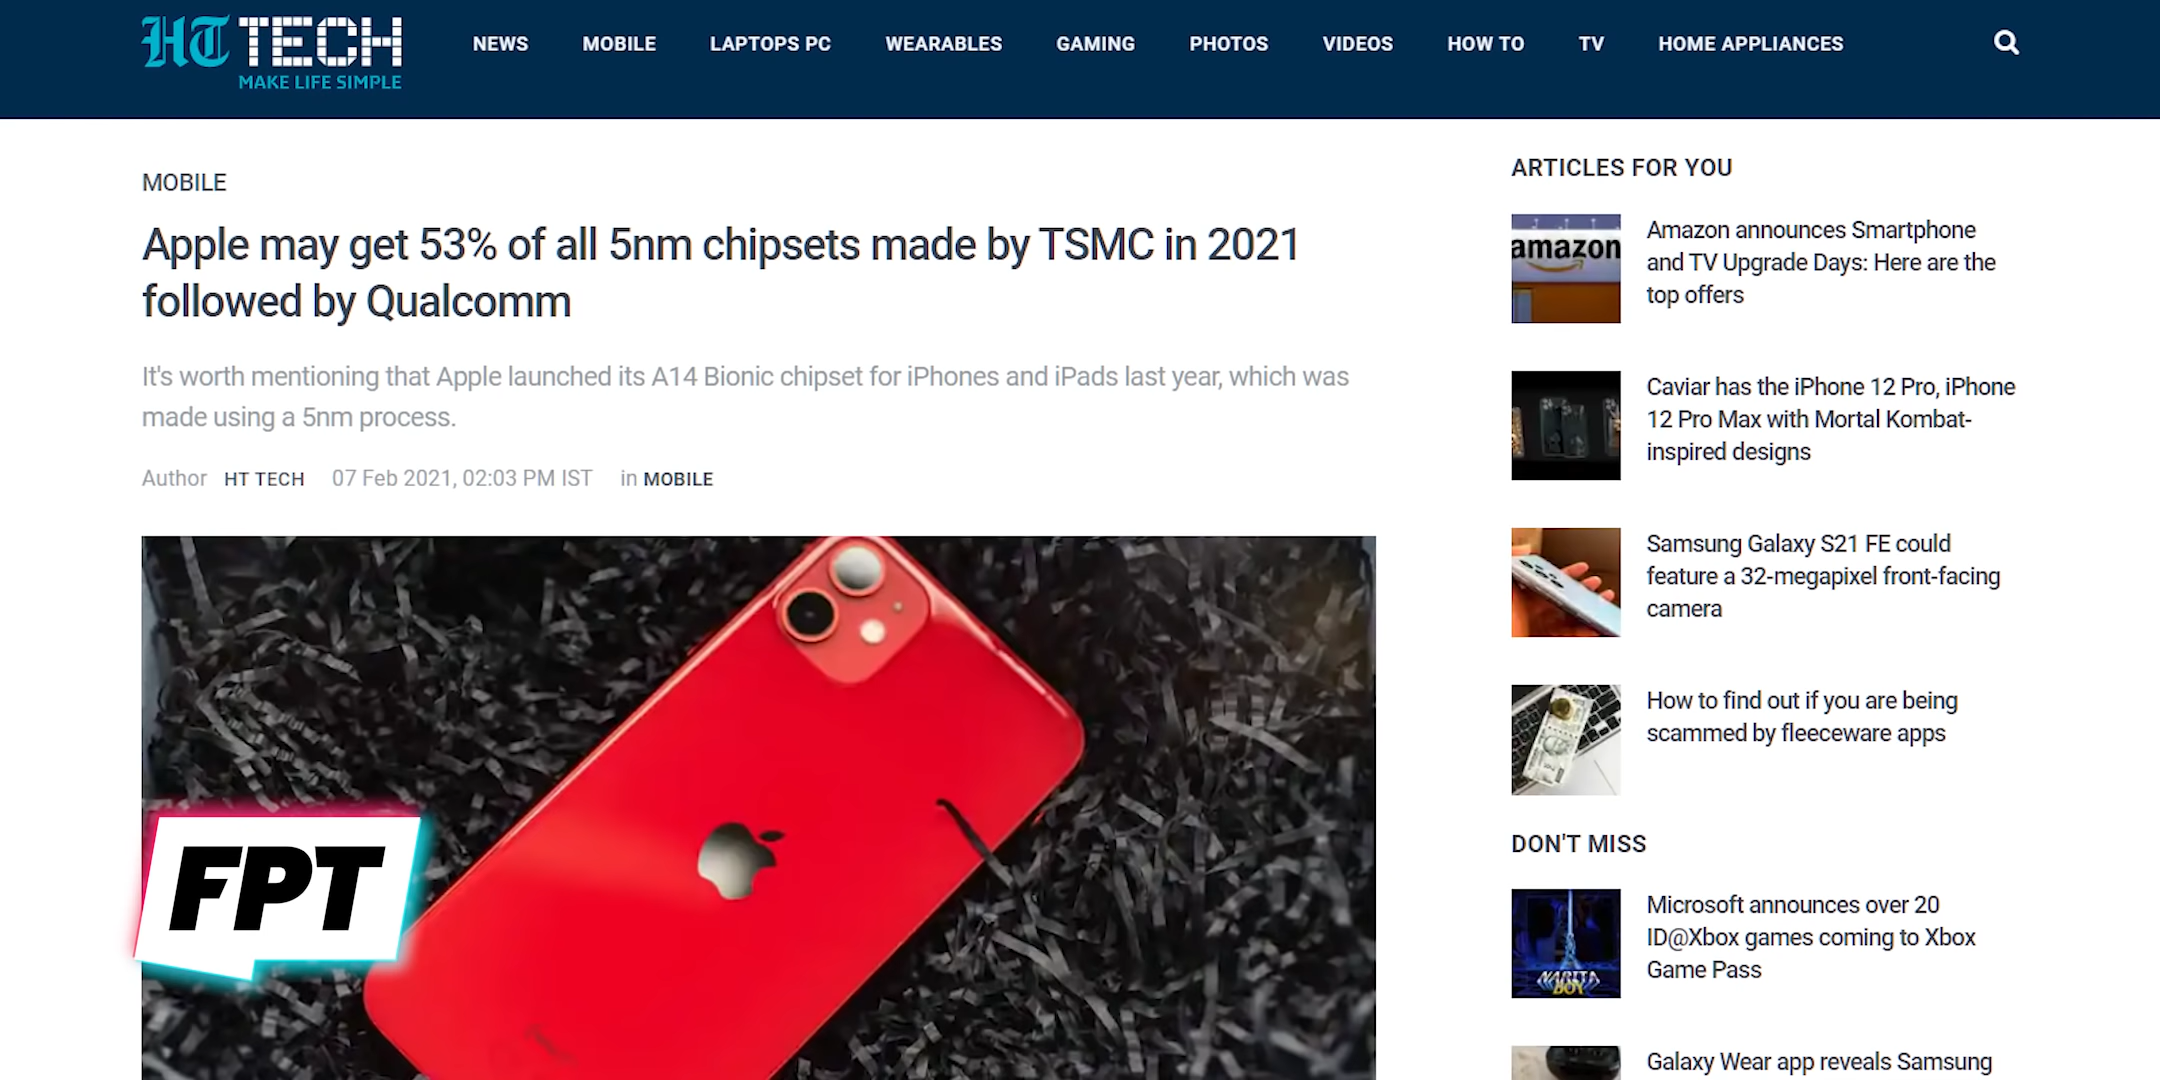 HT TECH
MAKE LIFE SIMPLE
NEWS
MOBILE
LAPTOPS PC
WEARABLES
GAMING
PHOTOS
VIDEOS
HOW TO
TV
HOME APPLIANCES
MOBILE
Apple may get 53% of all 5nm chipsets made by TSMC in 2021
followed by Qualcomm
It's worth mentioning that Apple launched its A14 Bionic chipset for iPhones and iPads last year, which was
made using a 5nm process.
Author HT TECH 07 Feb 2021, 02:03 PM IST in MOBILE
FPT
ARTICLES FOR YOU
amazon
Amazon announces Smartphone
and TV Upgrade Days: Here are the
top offers
Caviar has the iPhone 12 Pro, iPhone
12 Pro Max with Mortal Kombat-
inspired designs
Samsung Galaxy S21 FE could
feature a 32-megapixel front-facing
camera
How to find out if you are being
scammed by fleeceware apps
DON'T MISS
NARITA
BOY
Microsoft announces over 20
ID@Xbox games coming to Xbox
Game Pass
Galaxy Wear app reveals Samsung